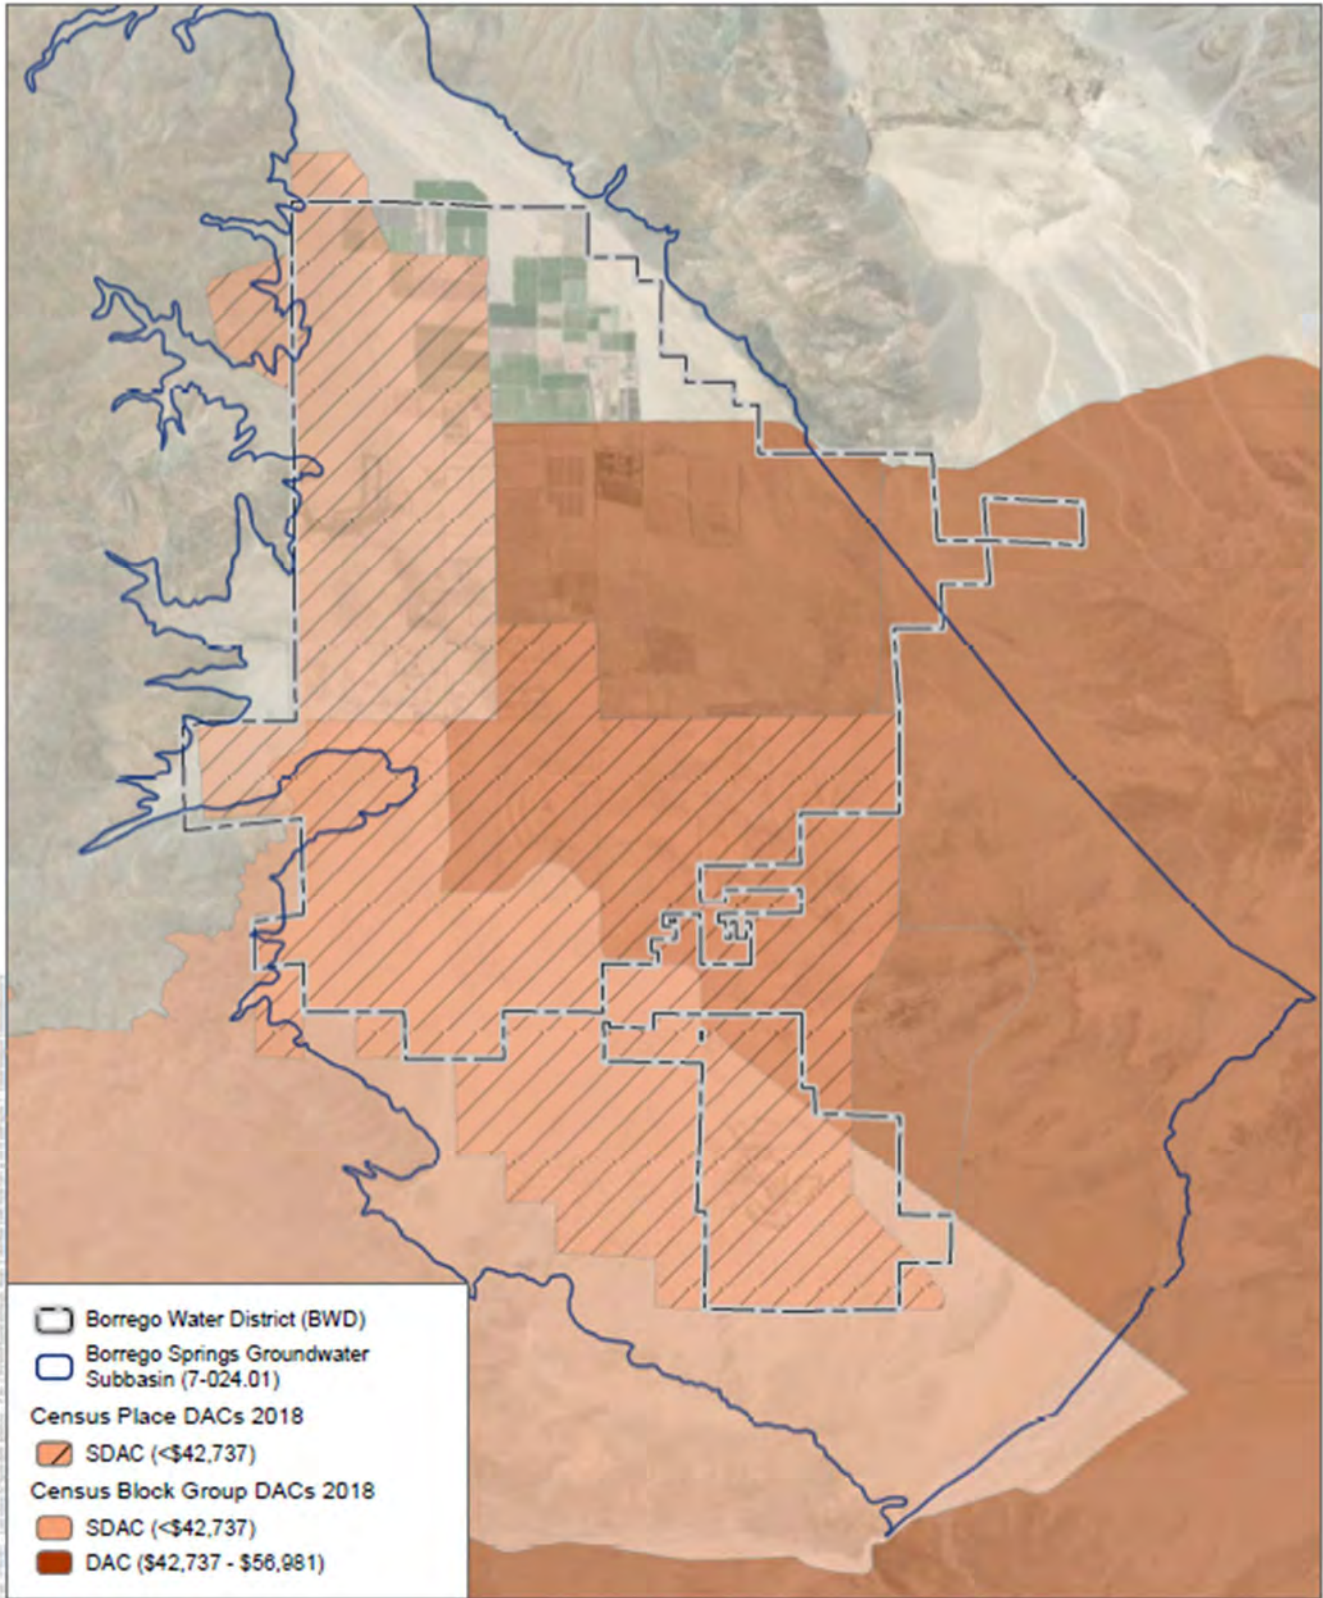 Borrego Water District (BWD)
Borrego Springs Groundwater
Subbasin (7-024.01)
Census Place DACs 2018
SDAC (<$42,737)
Census Block Group DACs 2018
SDAC (<$42,737)
DAC ($42,737 - $56,981)